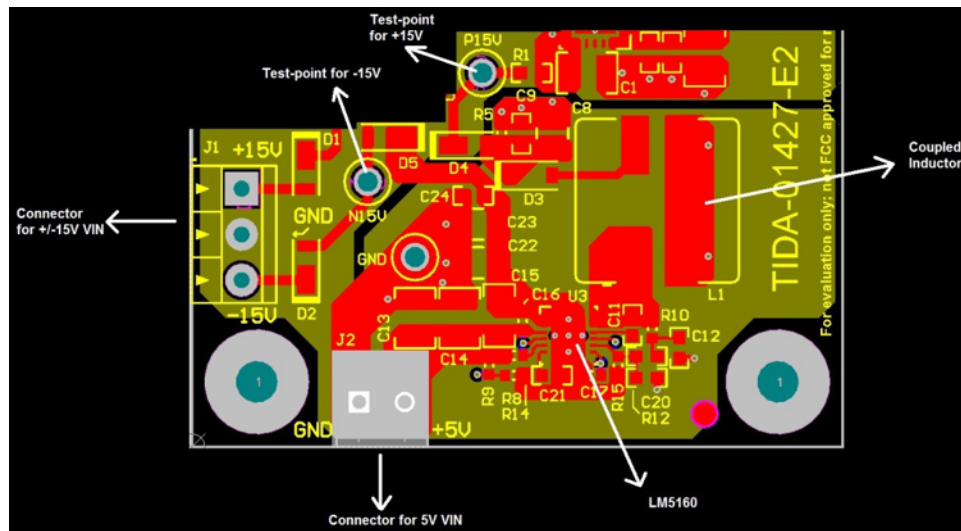 Test-point
for +15V
P15V
R1
C9
C8
C1
Test-point for -15V
R5
J1
+15V
D1
D5
D4
D3
Coupled
Inductor
TIDA-01427-E2
For evaluation only; not FCC approved for r
Connector
for +/-15V VIN
GND
N15V
C24
C23
C22
GND
C15
-15V
D2
C13
C16
U3
C11
R10
C12
L1
J2
C14
1
1
R9
R8
R14
C21
C17
R15
C20
R12
GND
+5V
LM5160
Connector for 5V VIN